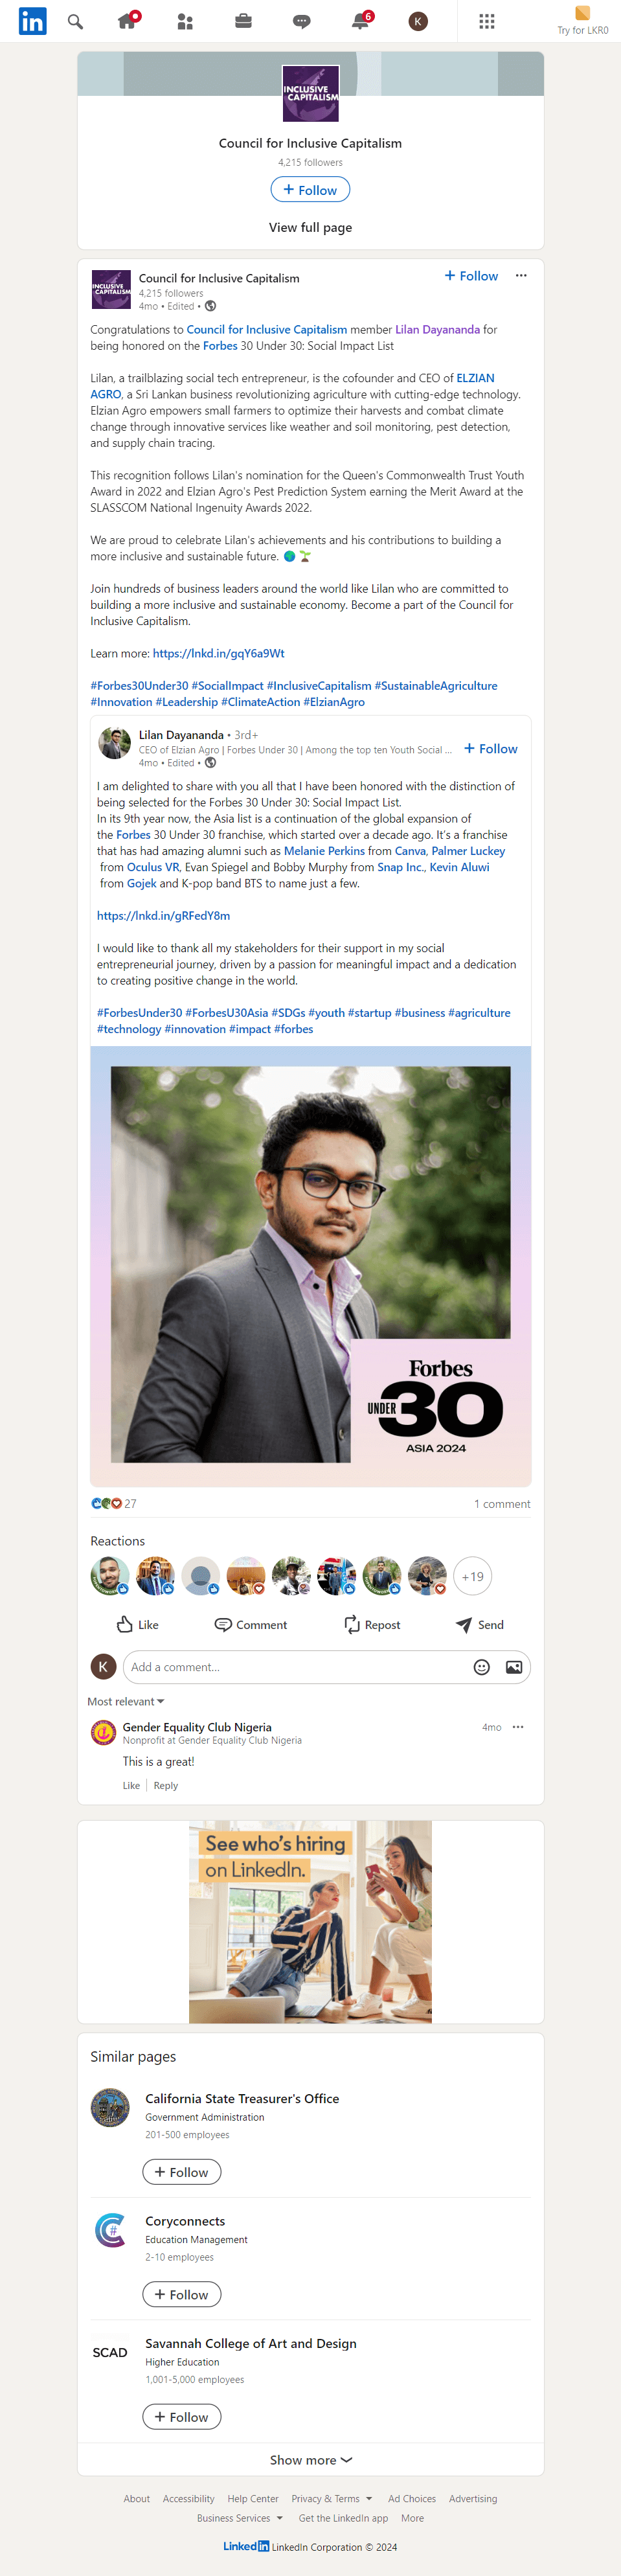 in
6
K
Try for LKR0
INCLUSIVE
CAPITALISM
Council for Inclusive Capitalism
4,215 followers
+ Follow
View full page
INCLUSIVE
CAPITALISM
Council for Inclusive Capitalism
+ Follow
4,215 followers
4mo • Edited •
Congratulations to Council for Inclusive Capitalism member Lilan Dayananda for
being honored on the Forbes 30 Under 30: Social Impact List
Lilan, a trailblazing social tech entrepreneur, is the cofounder and CEO of ELZIAN
AGRO, a Sri Lankan business revolutionizing agriculture with cutting-edge technology.
Elzian Agro empowers small farmers to optimize their harvests and combat climate
change through innovative services like weather and soil monitoring, pest detection,
and supply chain tracing.
This recognition follows Lilan's nomination for the Queen's Commonwealth Trust Youth
Award in 2022 and Elzian Agro's Pest Prediction System earning the Merit Award at the
SLASSCOM National Ingenuity Awards 2022.
We are proud to celebrate Lilan's achievements and his contributions to building a
more inclusive and sustainable future. 🌍 🌱
Join hundreds of business leaders around the world like Lilan who are committed to
building a more inclusive and sustainable economy. Become a part of the Council for
Inclusive Capitalism.
Learn more: https://lnkd.in/gqY6a9Wt
#Forbes30Under30 #SocialImpact #InclusiveCapitalism #SustainableAgriculture
#Innovation #Leadership #ClimateAction #ElzianAgro
Lilan Dayananda • 3rd+
CEO of Elzian Agro | Forbes Under 30 | Among the top ten Youth Social ...
+ Follow
4mo • Edited •
I am delighted to share with you all that I have been honored with the distinction of
being selected for the Forbes 30 Under 30: Social Impact List.
In its 9th year now, the Asia list is a continuation of the global expansion of
the Forbes 30 Under 30 franchise, which started over a decade ago. It's a franchise
that has had amazing alumni such as Melanie Perkins from Canva, Palmer Luckey
from Oculus VR, Evan Spiegel and Bobby Murphy from Snap Inc., Kevin Aluwi
from Gojek and K-pop band BTS to name just a few.
https://lnkd.in/gRFedY8m
I would like to thank all my stakeholders for their support in my social
entrepreneurial journey, driven by a passion for meaningful impact and a dedication
to creating positive change in the world.
#ForbesUnder30 #ForbesU30Asia #SDGs #youth #startup #business #agriculture
#technology #innovation #impact #forbes
Forbes
UNDER 30
ASIA 2024
27
1 comment
Reactions
+19
Like
Comment
Repost
Send
K
Add a comment...
Most relevant
Gender Equality Club Nigeria
4mo
Nonprofit at Gender Equality Club Nigeria
This is a great!
Like | Reply
See who's hiring
on LinkedIn.
Similar pages
California State Treasurer's Office
Government Administration
201-500 employees
+ Follow
#
Coryconnects
Education Management
2-10 employees
+ Follow
SCAD
Savannah College of Art and Design
Higher Education
1,001-5,000 employees
+ Follow
Show more
About Accessibility Help Center Privacy & Terms Ad Choices Advertising
Business Services Get the LinkedIn app More
LinkedIn LinkedIn Corporation © 2024